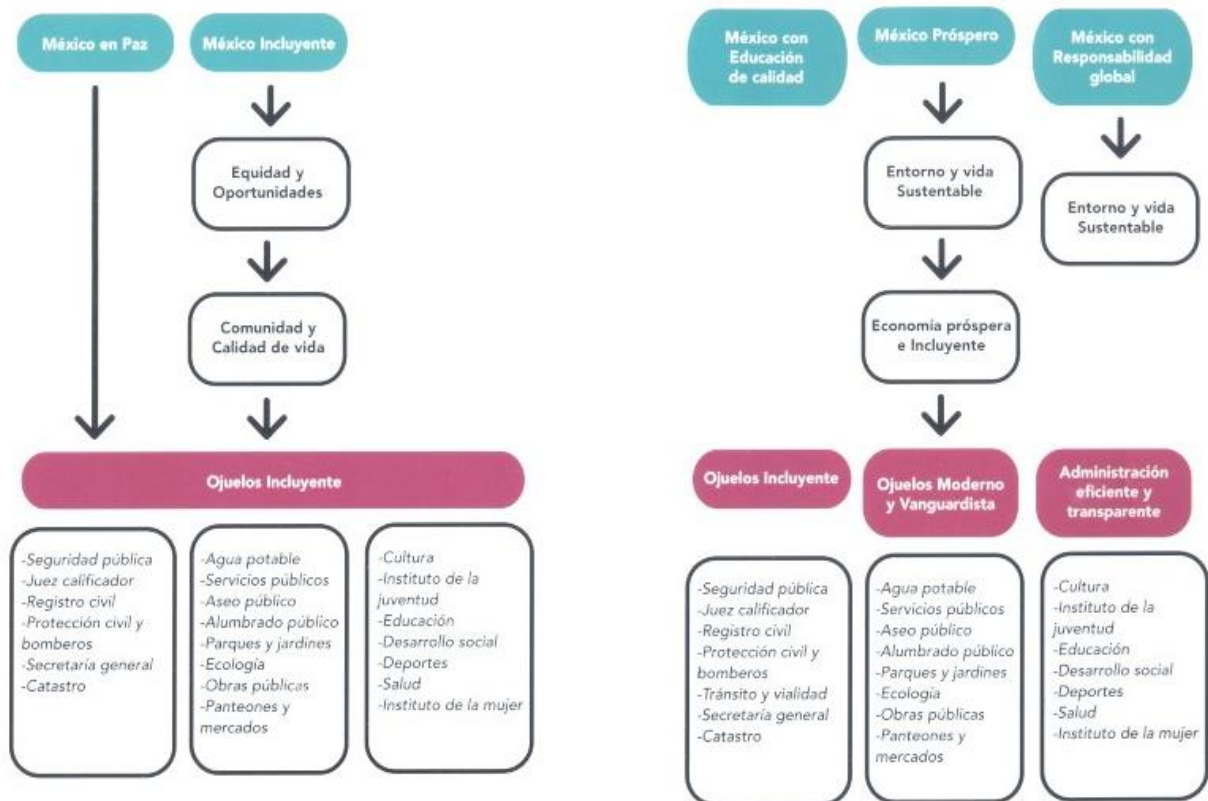 México en Paz
México Incluyente
Equidad y
Oportunidades
Comunidad y
Calidad de vida
Ojuelos Incluyente
-Seguridad pública
-Juez calificador
-Registro civil
-Protección civil y
bomberos
-Secretaría general
-Catastro
-Agua potable
-Servicios públicos
-Aseo público
-Alumbrado público
-Parques y jardines
-Ecología
-Obras públicas
-Panteones y
mercados
-Cultura
-Instituto de la
juventud
-Educación
-Desarrollo social
-Deportes
-Salud
-Instituto de la mujer
México con
Educación
de calidad
México Próspero
México con
Responsabilidad
global
Entorno y vida
Sustentable
Entorno y vida
Sustentable
Economía próspera
e Incluyente
Ojuelos Incluyente
Ojuelos Moderno
y Vanguardista
Administración
eficiente y
transparente
-Seguridad pública
-Juez calificador
-Registro civil
-Protección civil y
bomberos
-Tránsito y vialidad
-Secretaría general
-Catastro
-Agua potable
-Servicios públicos
-Aseo público
-Alumbrado público
-Parques y jardines
-Ecología
-Obras públicas
-Panteones y
mercados
-Cultura
-Instituto de la
juventud
-Educación
-Desarrollo social
-Deportes
-Salud
-Instituto de la mujer